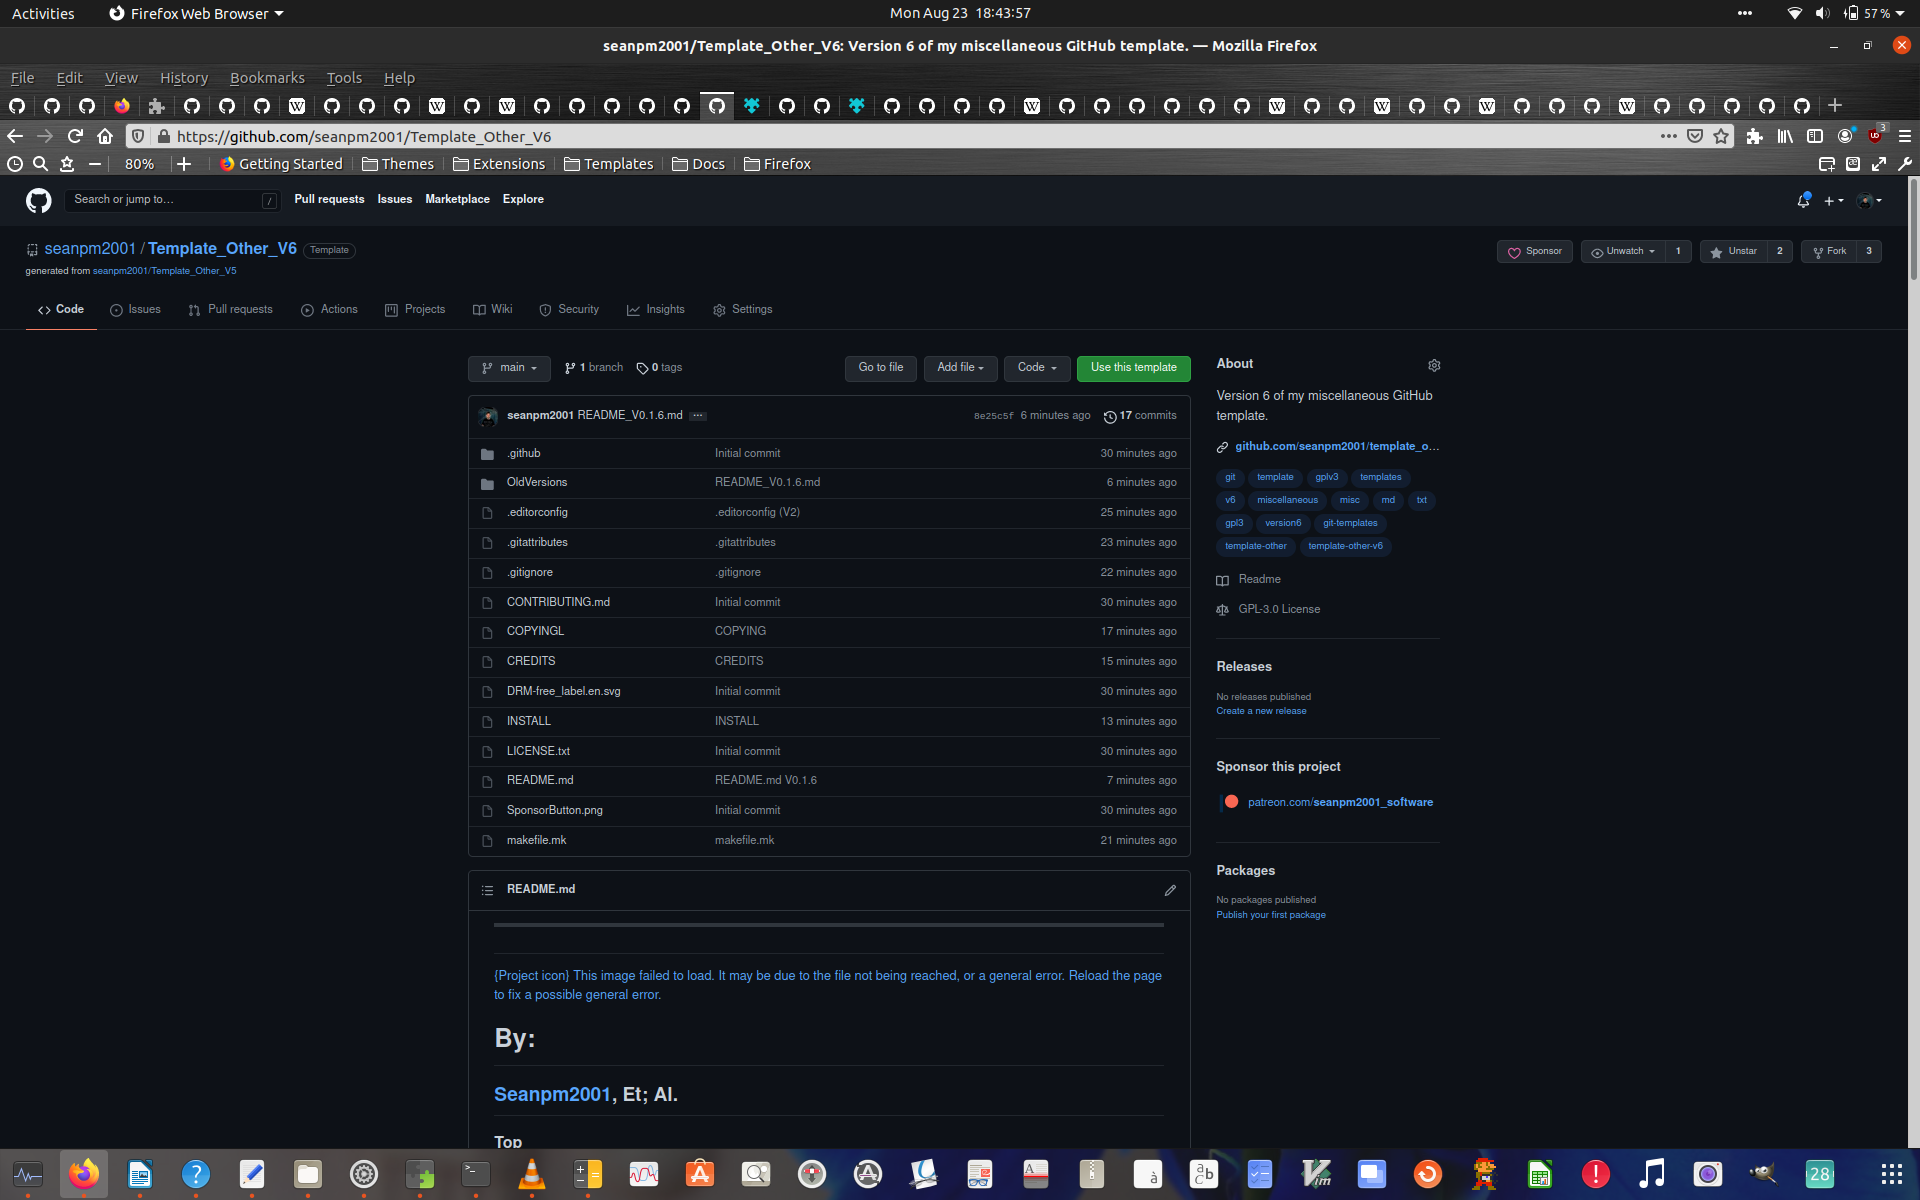 Activities
Firefox Web Browser
Mon Aug 23 18:43:57
57 %
seanpm2001/Template_Other_V6: Version 6 of my miscellaneous GitHub template. — Mozilla Firefox
File Edit View History Bookmarks Tools Help
https://github.com/seanpm2001/Template_Other_V6
3
80%
Getting Started
Themes
Extensions
Templates
Docs
Firefox
Search or jump to…
/
Pull requests
Issues
Marketplace
Explore
seanpm2001 / Template_Other_V6
Template
generated from seanpm2001/Template_Other_V5
Sponsor
Unwatch 1
Unstar 2
Fork 3
Code
Issues
Pull requests
Actions
Projects
Wiki
Security
Insights
Settings
main
1 branch
0 tags
Go to file
Add file
Code
Use this template
seanpm2001 README_V0.1.6.md ...
8e25c5f 6 minutes ago
17 commits
.github Initial commit 30 minutes ago
OldVersions README_V0.1.6.md 6 minutes ago
.editorconfig .editorconfig (V2) 25 minutes ago
.gitattributes .gitattributes 23 minutes ago
.gitignore .gitignore 22 minutes ago
CONTRIBUTING.md Initial commit 30 minutes ago
COPYINGL COPYING 17 minutes ago
CREDITS CREDITS 15 minutes ago
DRM-free_label.en.svg Initial commit 30 minutes ago
INSTALL INSTALL 13 minutes ago
LICENSE.txt Initial commit 30 minutes ago
README.md README.md V0.1.6 7 minutes ago
SponsorButton.png Initial commit 30 minutes ago
makefile.mk makefile.mk 21 minutes ago
README.md
{Project icon} This image failed to load. It may be due to the file not being reached, or a general error. Reload the page
to fix a possible general error.
By:
Seanpm2001, Et; Al.
Top
About
Version 6 of my miscellaneous GitHub
template.
github.com/seanpm2001/template_o...
git template gplv3 templates
v6 miscellaneous misc md txt
gpl3 version6 git-templates
template-other template-other-v6
Readme
GPL-3.0 License
Releases
No releases published
Create a new release
Sponsor this project
patreon.com/seanpm2001_software
Packages
No packages published
Publish your first package
28